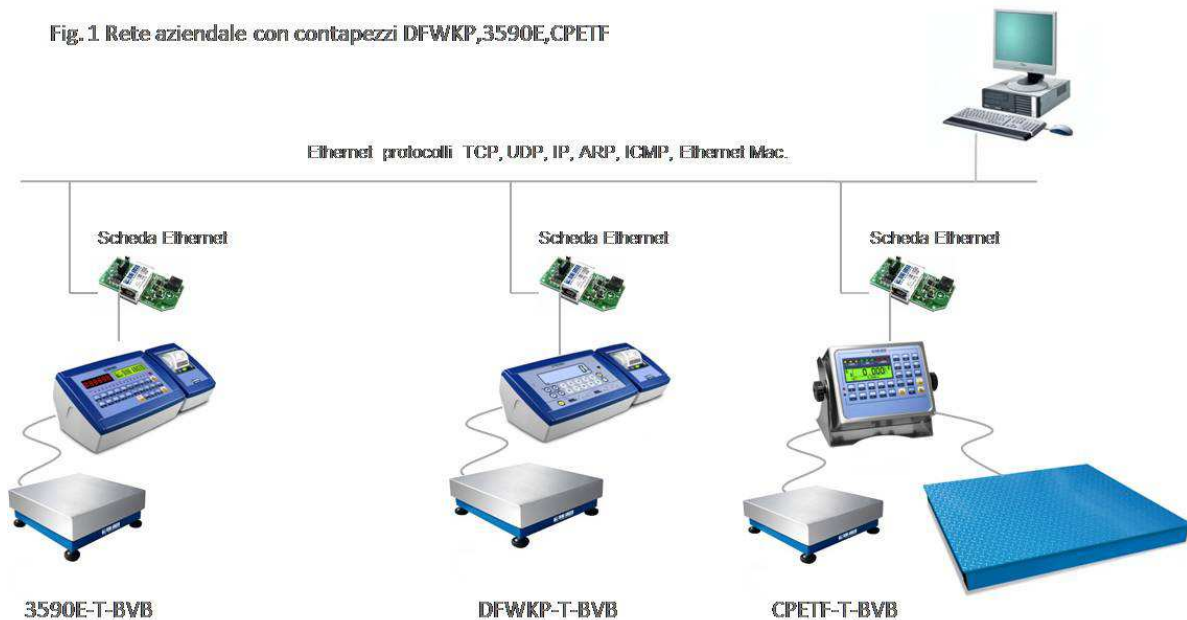 Fig. 1 Rete aziendale con contapezzi DFWKP,3590E,CPETF
Ethernet protocolli TCP, UDP, IP, ARP, ICMP, Ethernet Mac.
Scheda Ethernet
Scheda Ethernet
Scheda Ethernet
3590E-T-BVB
DFWKP-T-BVB
CPETF-T-BVB